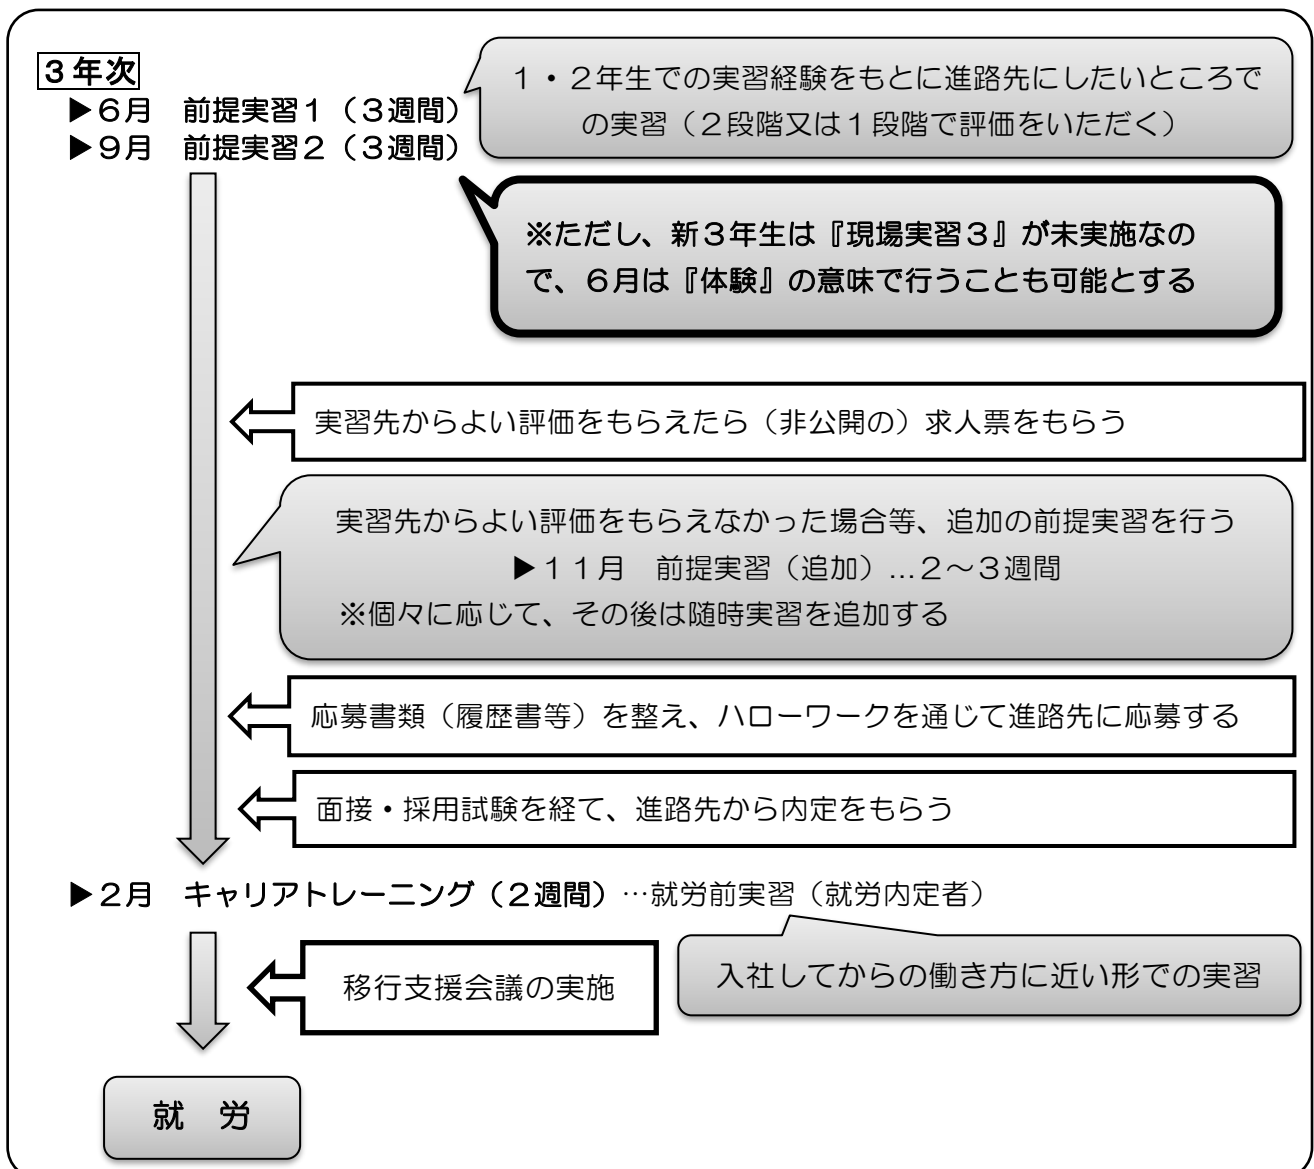 3年次
▶6月　前提実習1（3週間）
▶9月　前提実習2（3週間）
1・2年生での実習経験をもとに進路先にしたいところで
の実習（2段階又は1段階で評価をいただく）
※ただし、新3年生は『現場実習3』が未実施なの
で、6月は『体験』の意味で行うことも可能とする
実習先からよい評価をもらえたら（非公開の）求人票をもらう
実習先からよい評価をもらえなかった場合等、追加の前提実習を行う
▶11月　前提実習（追加）…2～3週間
※個々に応じて、その後は随時実習を追加する
応募書類（履歴書等）を整え、ハローワークを通じて進路先に応募する
面接・採用試験を経て、進路先から内定をもらう
▶2月　キャリアトレーニング（2週間）…就労前実習（就労内定者）
入社してからの働き方に近い形での実習
移行支援会議の実施
就　労